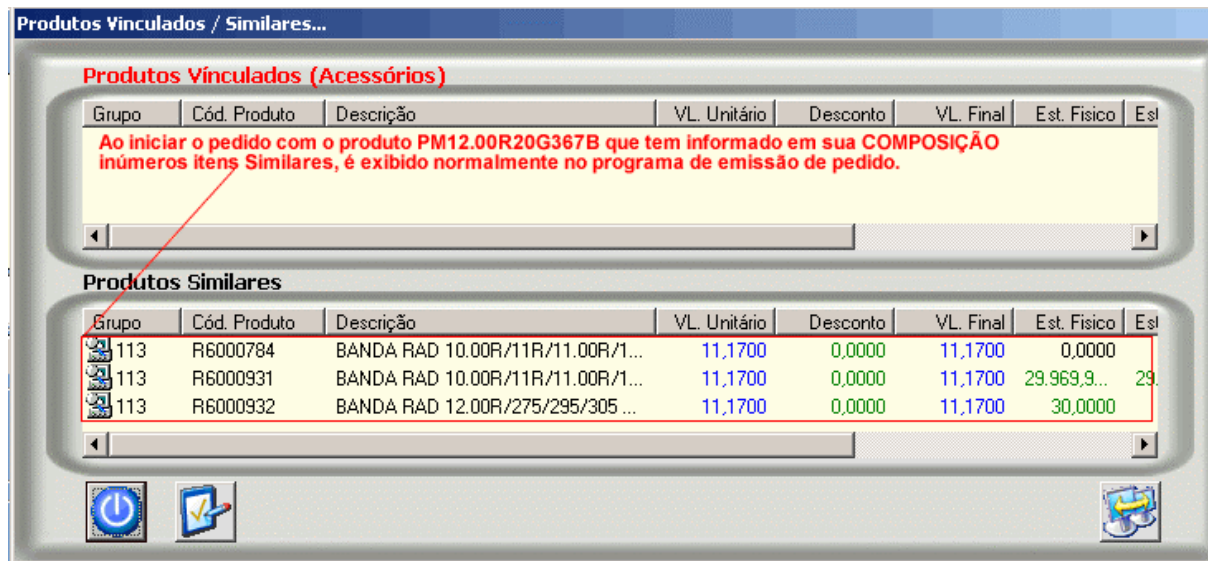 Produtos Vinculados / Similares...
Produtos Vínculados (Acessórios)
Grupo Cód. Produto Descrição VL. Unitário Desconto VL. Final Est. Fisico Est
Ao iniciar o pedido com o produto PM12.00R20G367B que tem informado em sua COMPOSIÇÃO
inúmeros itens Similares, é exibido normalmente no programa de emissão de pedido.
Produtos Similares
Grupo Cód. Produto Descrição VL. Unitário Desconto VL. Final Est. Fisico Est
113 R6000784 BANDA RAD 10.00R/11R/11.00R/1... 11,1700 0,0000 11,1700 0,0000
113 R6000931 BANDA RAD 10.00R/11R/11.00R/1... 11,1700 0,0000 11,1700 29.969,9... 29.
113 R6000932 BANDA RAD 12.00R/275/295/305 ... 11,1700 0,0000 11,1700 30,0000